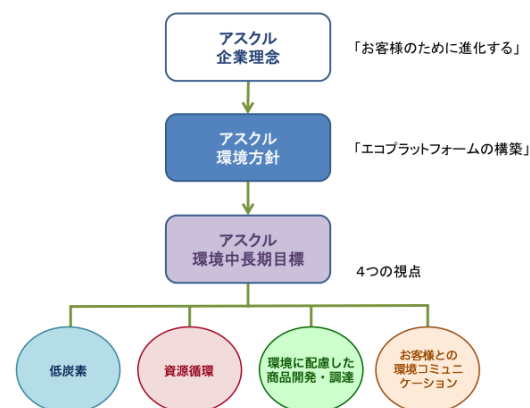 アスクル
企業理念
「お客様のために進化する」
アスクル
環境方針
「エコプラットフォームの構築」
アスクル
環境中長期目標
4つの視点
低炭素
資源循環
環境に配慮した
商品開発・調達
お客様との
環境コミュニ
ケーション